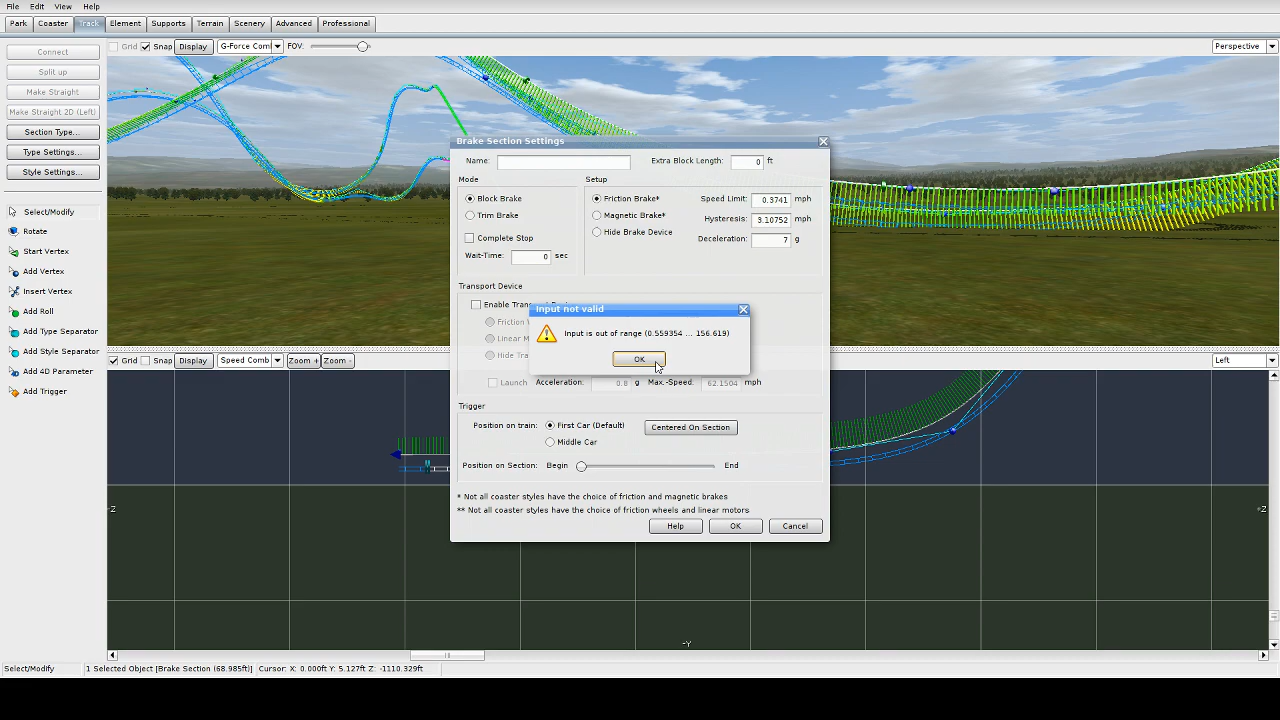 File Edit View Help
Park Coaster Track Element Supports Terrain Scenery Advanced Professional
Connect
Split up
Make Straight
Make Straight 2D (Left)
Section Type...
Type Settings...
Style Settings...
Select/Modify
Rotate
Start Vertex
Add Vertex
Insert Vertex
Add Roll
Add Type Separator
Add Style Separator
Add 4D Parameter
Add Trigger
Grid Snap Display G-Force Com FOV: Perspective
Brake Section Settings
Name: Extra Block Length: 0 ft
Mode Setup
Block Brake Friction Brake* Speed Limit: 0.3741 mph
Trim Brake Magnetic Brake* Hysteresis: 3.10752 mph
Complete Stop Hide Brake Device Deceleration: 7 g
Wait-Time: 0 sec
Transport Device
Input not valid
Input is out of range (0.559354 ... 156.619)
OK
Launch Acceleration: 0.8 g Max.-Speed: 62.1504 mph
Trigger
Position on train: First Car (Default) Centered On Section
Middle Car
Position on Section: Begin End
* Not all coaster styles have the choice of friction and magnetic brakes
** Not all coaster styles have the choice of friction wheels and linear motors
Help OK Cancel
Grid Snap Display Speed Comb Zoom + Zoom - Left
-Z +Z
-Y
Select/Modify 1 Selected Object [Brake Section (68.985ft)] Cursor: X: 0.000ft Y: 5.127ft Z: -1110.329ft